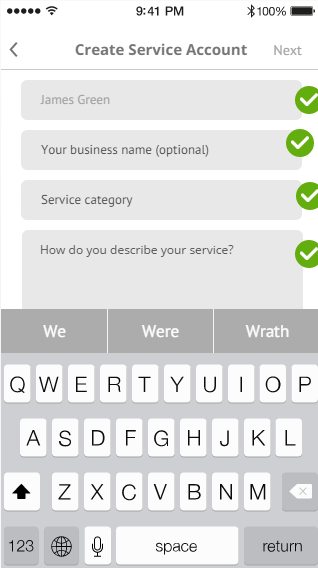 9:41 PM 100%
Create Service Account Next
James Green
Your business name (optional)
Service category
How do you describe your service?
We Were Wrath
Q W E R T Y U I O P
A S D F G H J K L
Z X C V B N M
123 space return